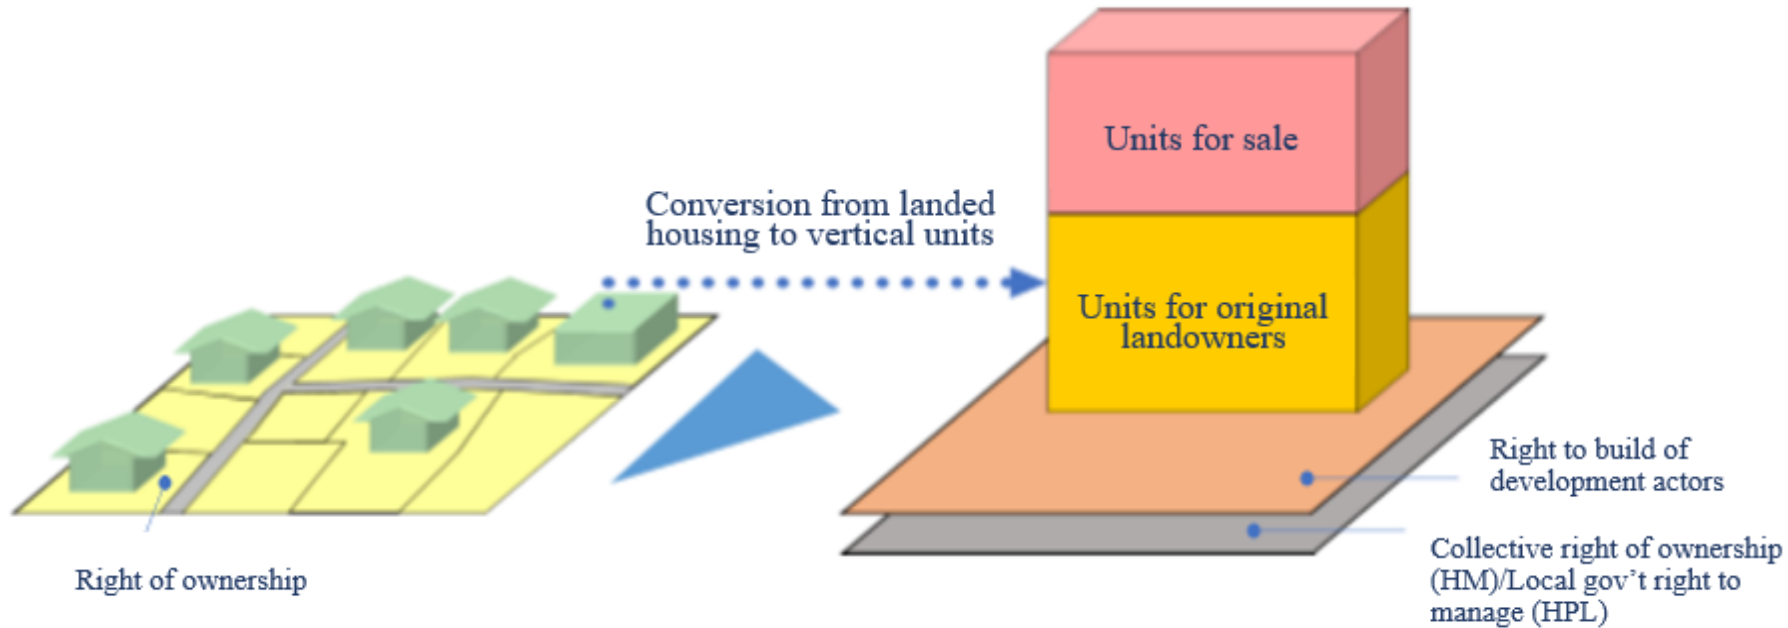 Units for sale
Conversion from landed
housing to vertical units
Units for original
landowners
Right to build of
development actors
Collective right of ownership
(HM)/Local gov’t right to
manage (HPL)
Right of ownership